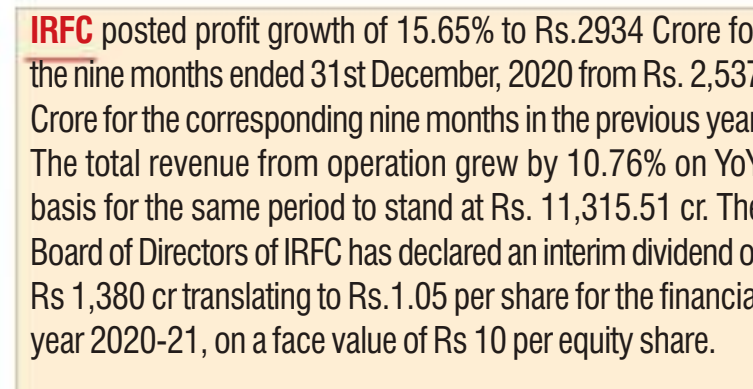 IRFC posted profit growth of 15.65% to Rs.2934 Crore fo
the nine months ended 31st December, 2020 from Rs. 2,537
Crore for the corresponding nine months in the previous year
The total revenue from operation grew by 10.76% on YoY
basis for the same period to stand at Rs. 11,315.51 cr. The
Board of Directors of IRFC has declared an interim dividend o
Rs 1,380 cr translating to Rs.1.05 per share for the financia
year 2020-21, on a face value of Rs 10 per equity share.